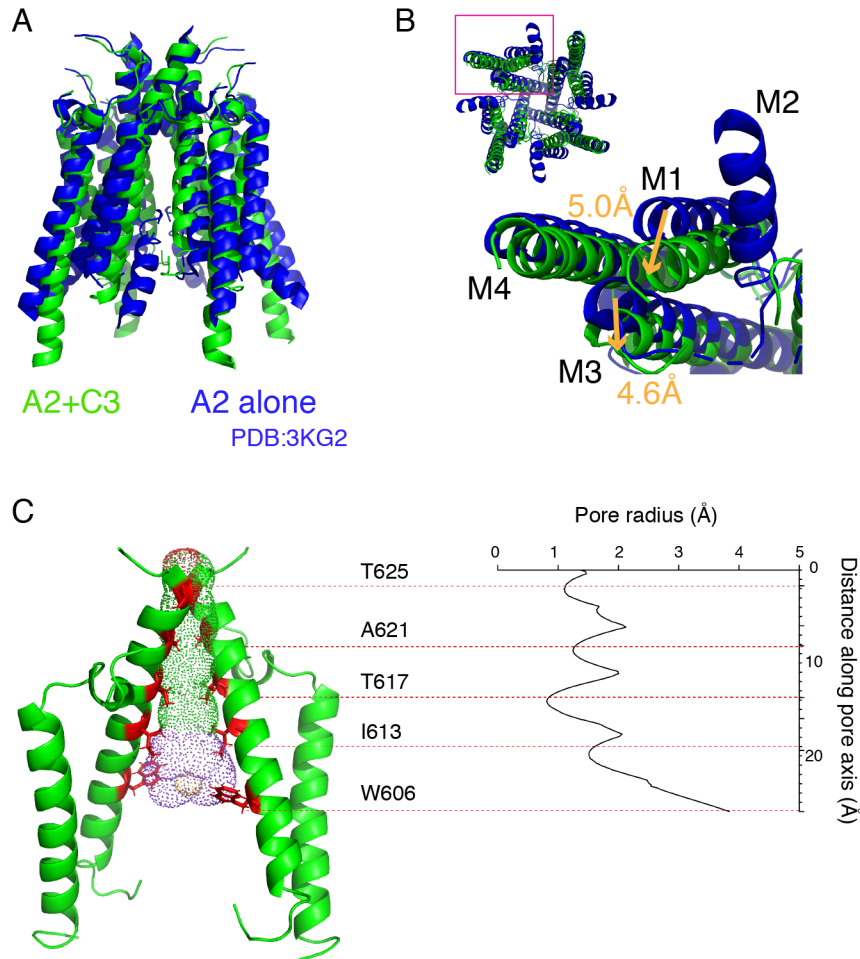 A
A2+C3
A2 alone
PDB:3KG2
B
M2
M1
5.0Å
M4
M3
4.6Å
C
Pore radius (Å)
0 1 2 3 4 5
T625
A621
T617
I613
W606
0
10
20
Distance along pore axis (Å)